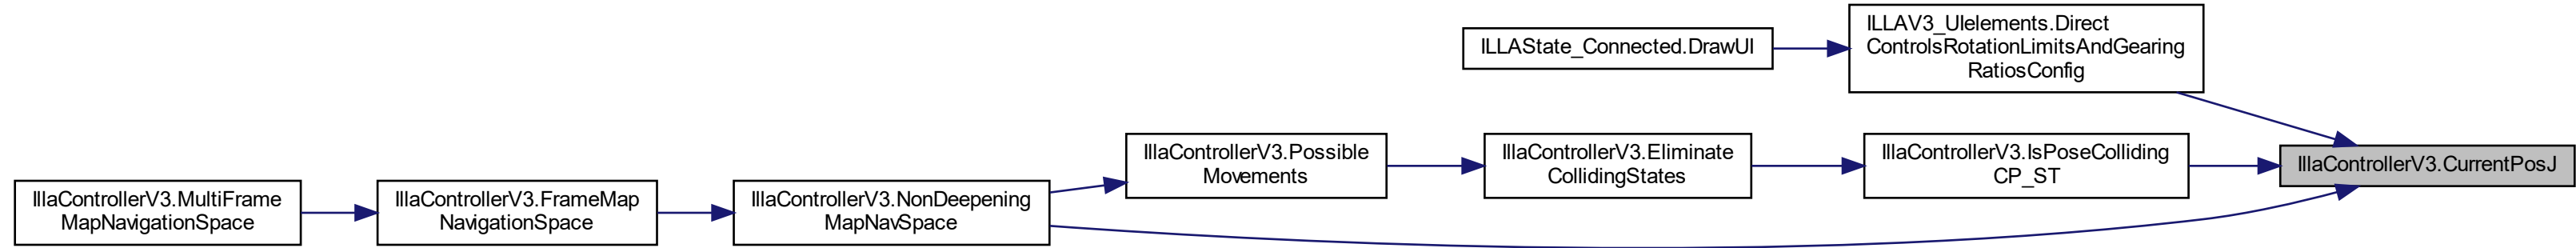 ILLAV3_UIelements.Direct
ControlsRotationLimitsAndGearing
RatiosConfig
ILLAState_Connected.DrawUI
IllaControllerV3.Possible
Movements
IllaControllerV3.Eliminate
CollidingStates
IllaControllerV3.IsPoseColliding
CP_ST
IllaControllerV3.CurrentPosJ
IllaControllerV3.MultiFrame
MapNavigationSpace
IllaControllerV3.FrameMap
NavigationSpace
IllaControllerV3.NonDeepening
MapNavSpace